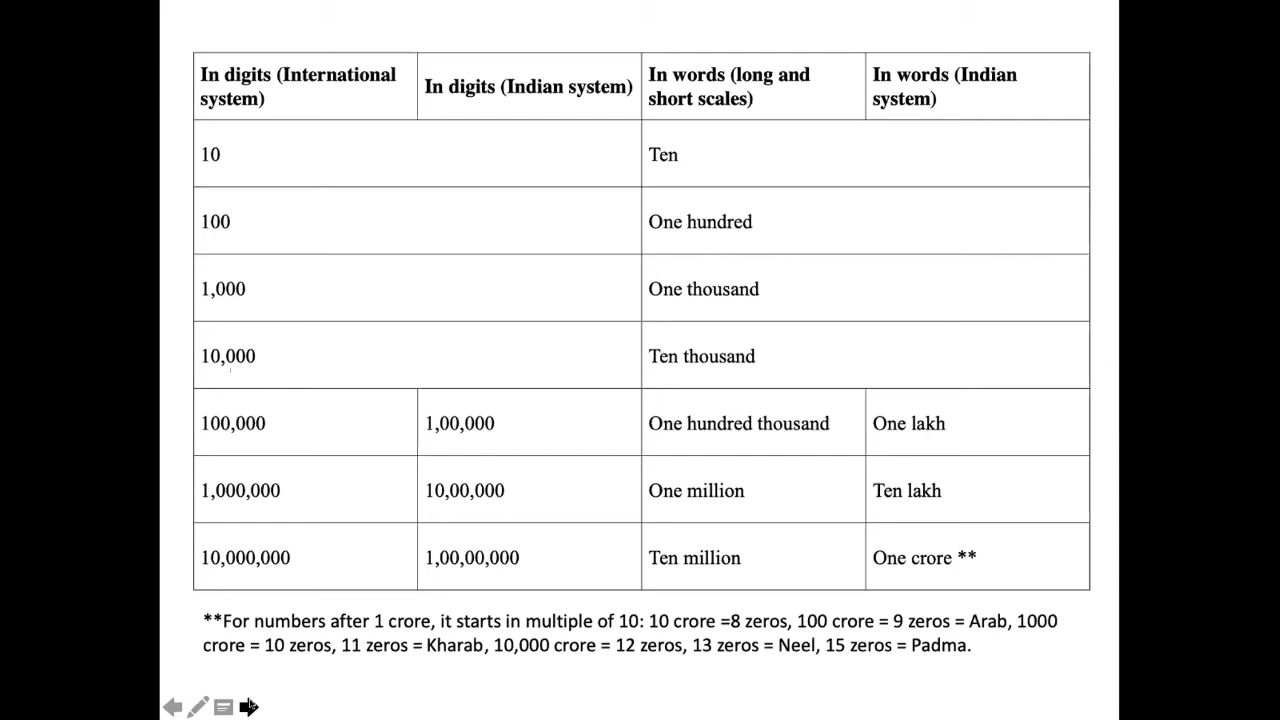 In digits (International system)
In digits (Indian system)
In words (long and short scales)
In words (Indian system)
10
Ten
100
One hundred
1,000
One thousand
10,000
Ten thousand
100,000
1,00,000
One hundred thousand
One lakh
1,000,000
10,00,000
One million
Ten lakh
10,000,000
1,00,00,000
Ten million
One crore **
**For numbers after 1 crore, it starts in multiple of 10: 10 crore =8 zeros, 100 crore = 9 zeros = Arab, 1000
crore = 10 zeros, 11 zeros = Kharab, 10,000 crore = 12 zeros, 13 zeros = Neel, 15 zeros = Padma.